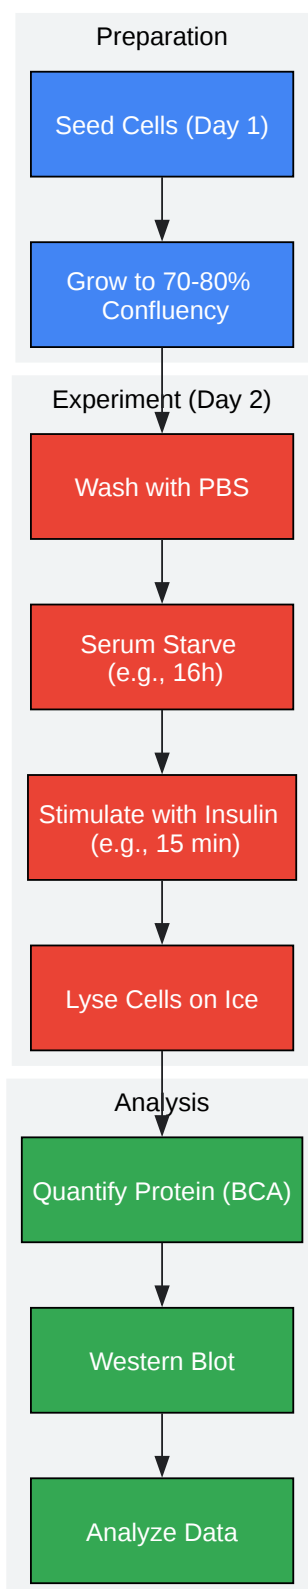 Preparation
Seed Cells (Day 1)
Grow to 70-80%
Confluency
Experiment (Day 2)
Wash with PBS
Serum Starve
(e.g., 16h)
Stimulate with Insulin
(e.g., 15 min)
Lyse Cells on Ice
Analysis
Quantify Protein (BCA)
Western Blot
Analyze Data